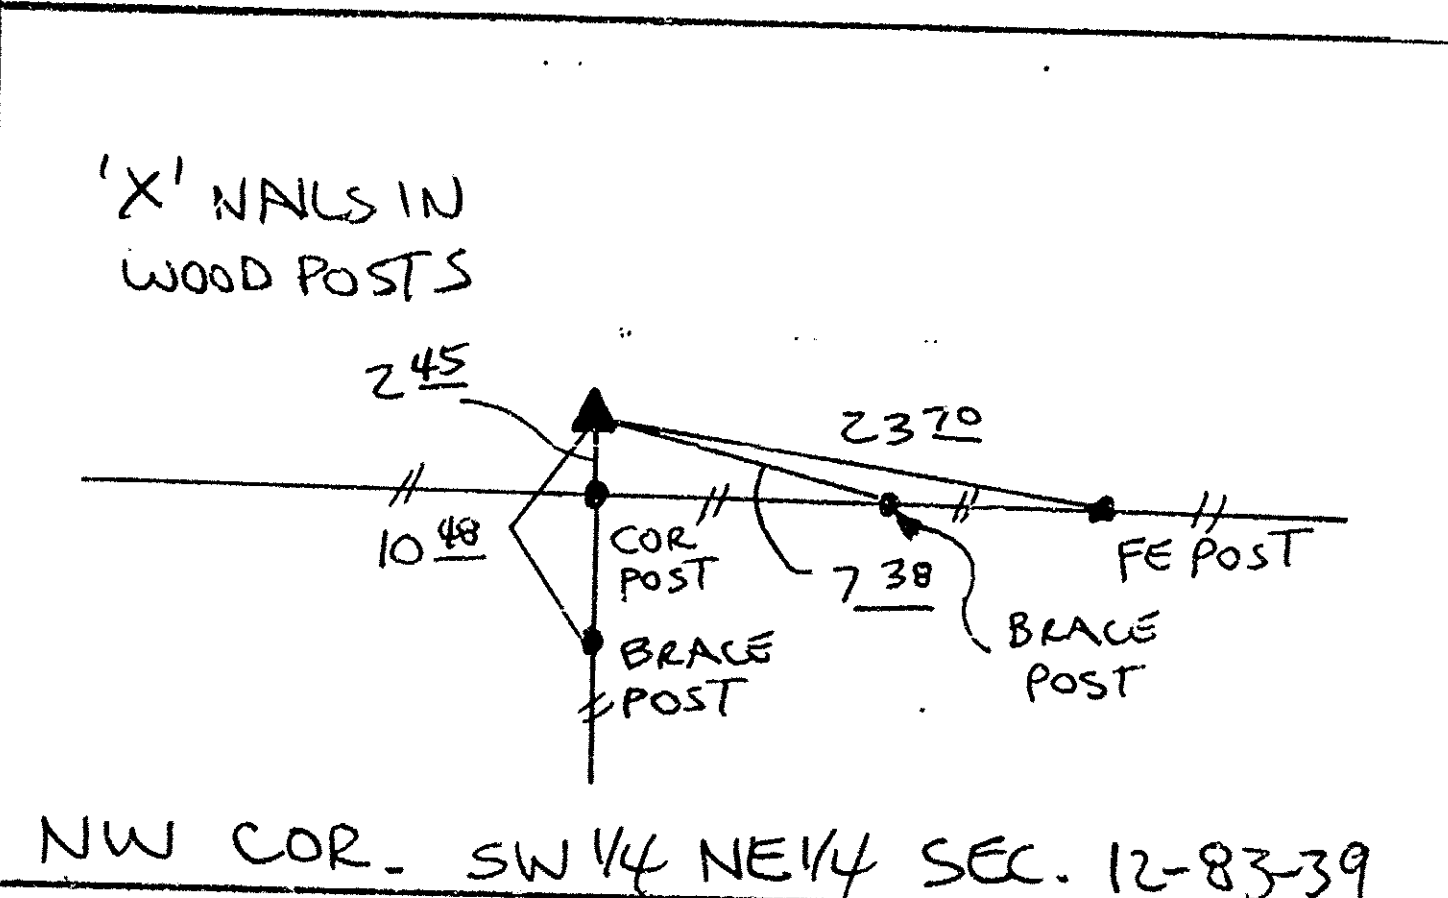 'X' NAILS IN
WOOD POSTS
2 45
23 70
10 48
COR
POST
7 38
FE POST
BRACE
POST
BRACE
POST
NW COR. SW 1/4 NE 1/4 SEC. 12-83-39